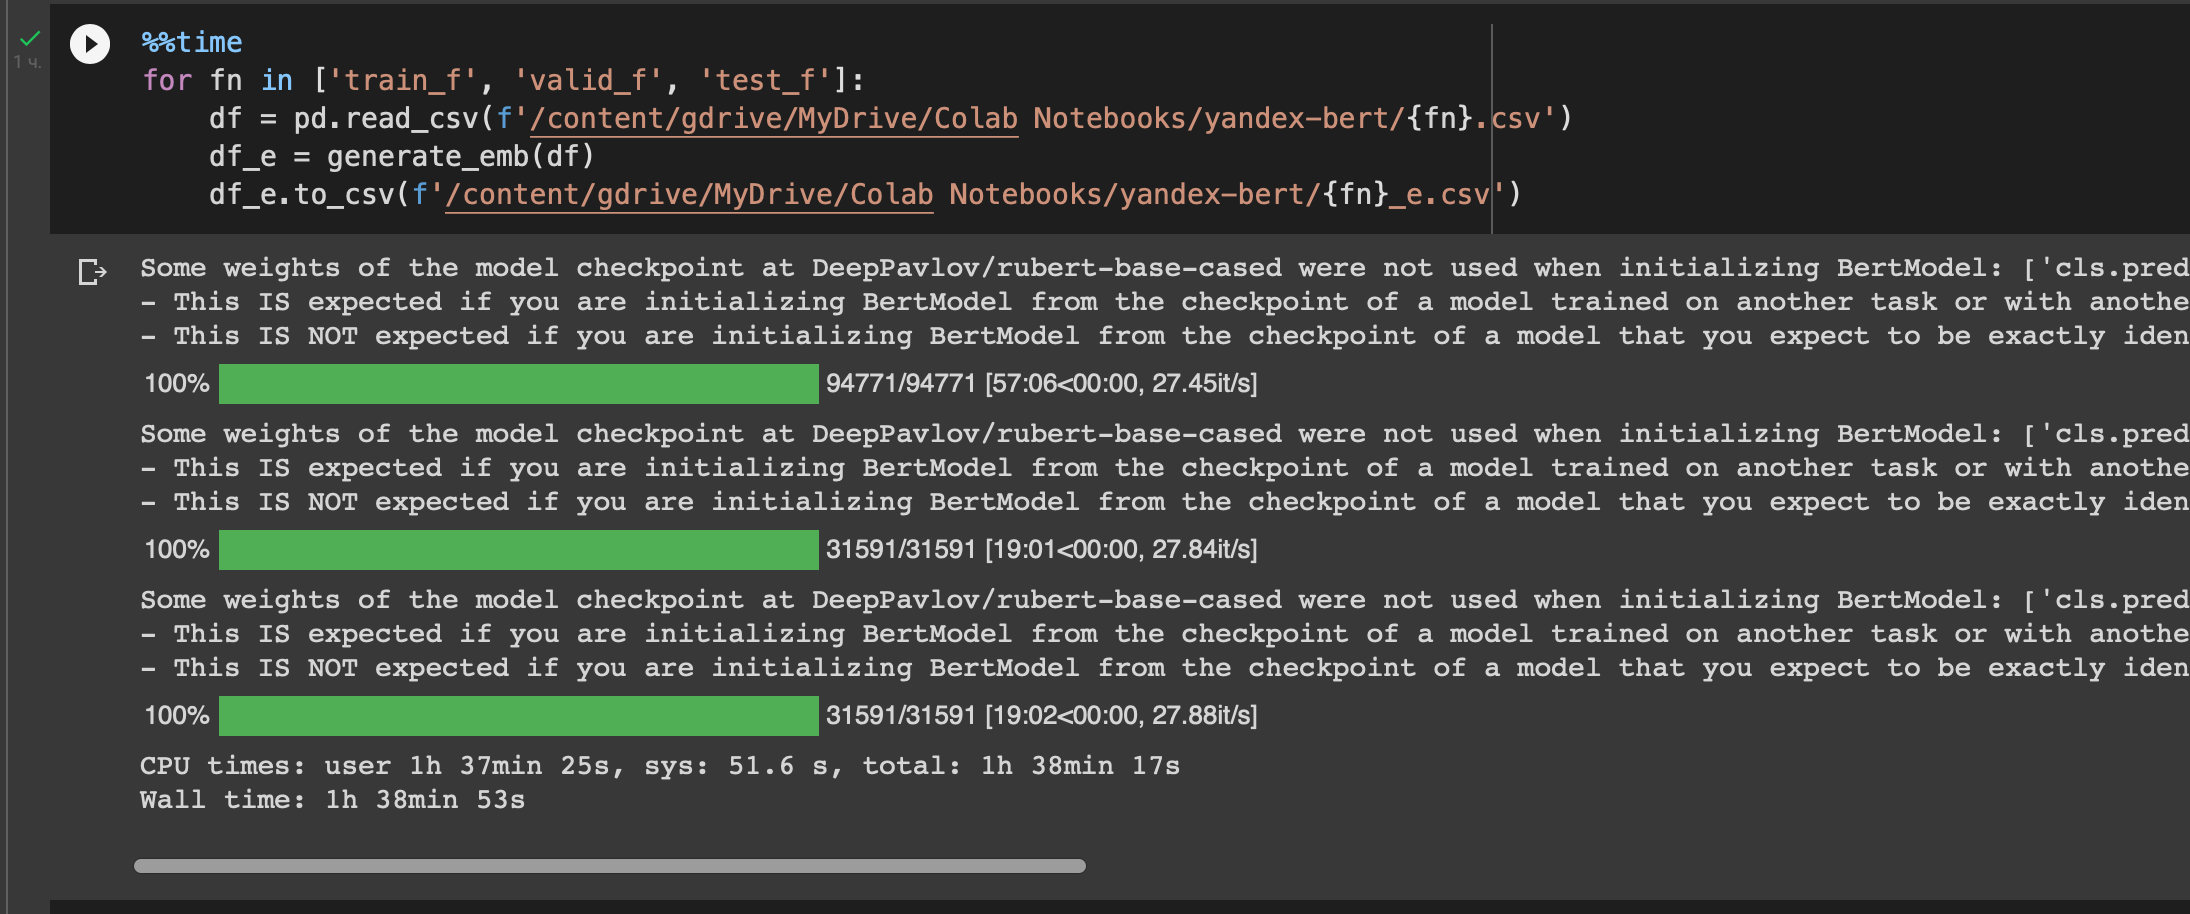 %%time
1 ч.
for fn in ['train_f', 'valid_f', 'test_f']:
    df = pd.read_csv(f'/content/gdrive/MyDrive/Colab Notebooks/yandex-bert/{fn}.csv')
    df_e = generate_emb(df)
    df_e.to_csv(f'/content/gdrive/MyDrive/Colab Notebooks/yandex-bert/{fn}_e.csv')
Some weights of the model checkpoint at DeepPavlov/rubert-base-cased were not used when initializing BertModel: ['cls.pred
- This IS expected if you are initializing BertModel from the checkpoint of a model trained on another task or with anothe
- This IS NOT expected if you are initializing BertModel from the checkpoint of a model that you expect to be exactly iden
100% 94771/94771 [57:06<00:00, 27.45it/s]
Some weights of the model checkpoint at DeepPavlov/rubert-base-cased were not used when initializing BertModel: ['cls.pred
- This IS expected if you are initializing BertModel from the checkpoint of a model trained on another task or with anothe
- This IS NOT expected if you are initializing BertModel from the checkpoint of a model that you expect to be exactly iden
100% 31591/31591 [19:01<00:00, 27.84it/s]
Some weights of the model checkpoint at DeepPavlov/rubert-base-cased were not used when initializing BertModel: ['cls.pred
- This IS expected if you are initializing BertModel from the checkpoint of a model trained on another task or with anothe
- This IS NOT expected if you are initializing BertModel from the checkpoint of a model that you expect to be exactly iden
100% 31591/31591 [19:02<00:00, 27.88it/s]
CPU times: user 1h 37min 25s, sys: 51.6 s, total: 1h 38min 17s
Wall time: 1h 38min 53s